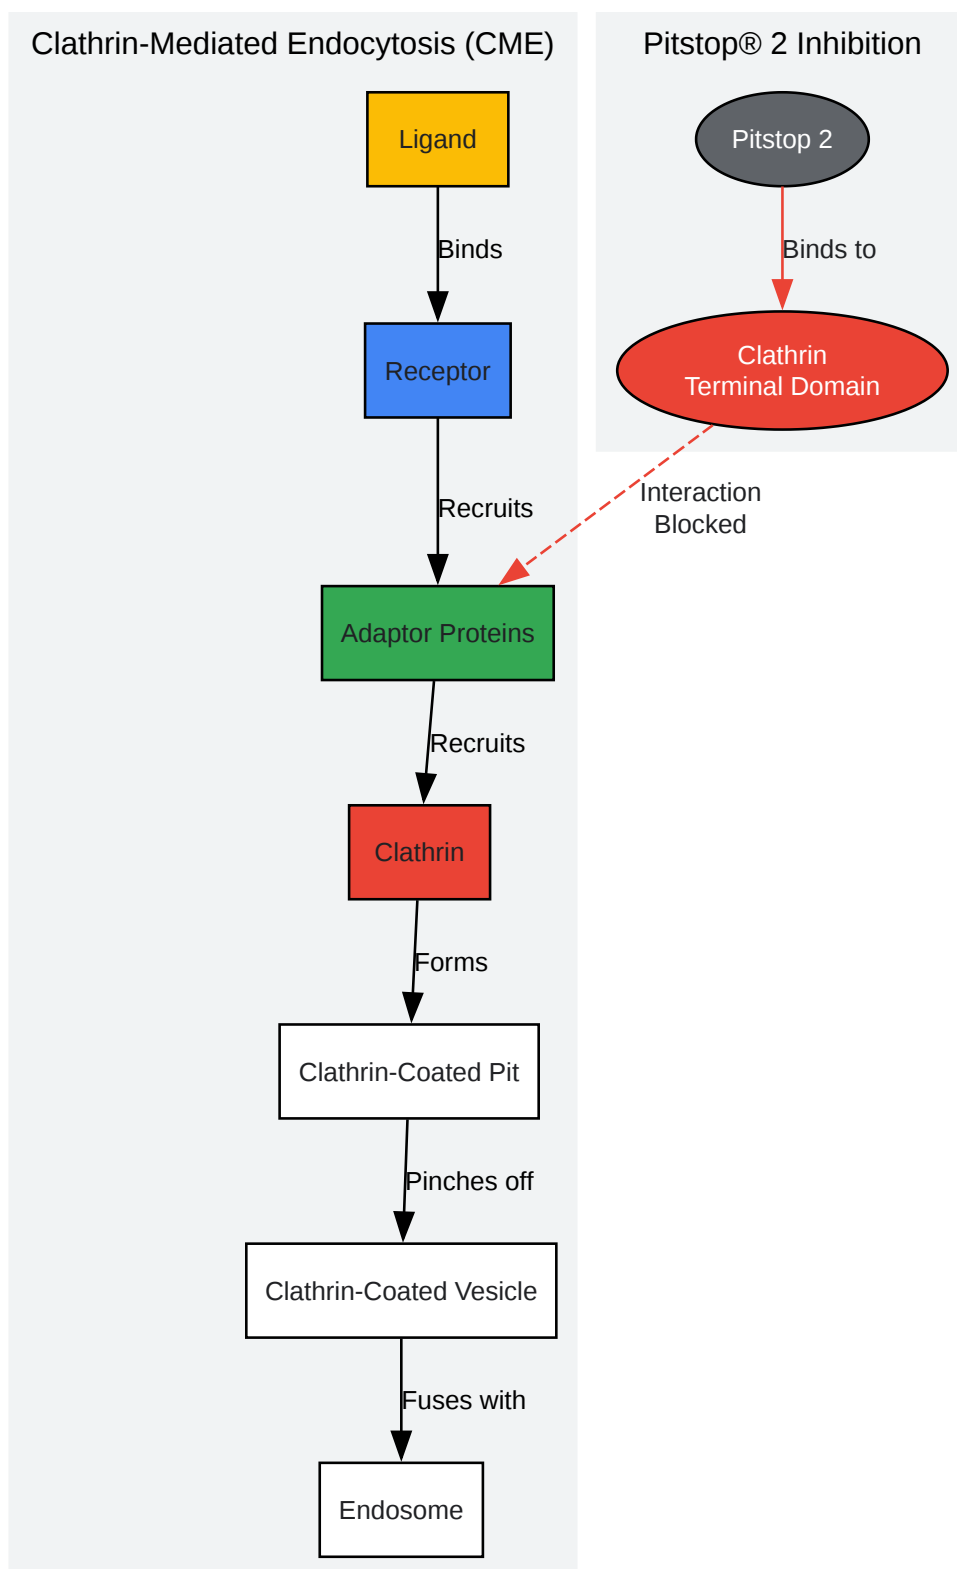 Clathrin-Mediated Endocytosis (CME)
Ligand
Binds
Receptor
Recruits
Adaptor Proteins
Recruits
Clathrin
Forms
Clathrin-Coated Pit
Pinches off
Clathrin-Coated Vesicle
Fuses with
Endosome
Pitstop® 2 Inhibition
Pitstop 2
Binds to
Clathrin
Terminal Domain
Interaction
Blocked